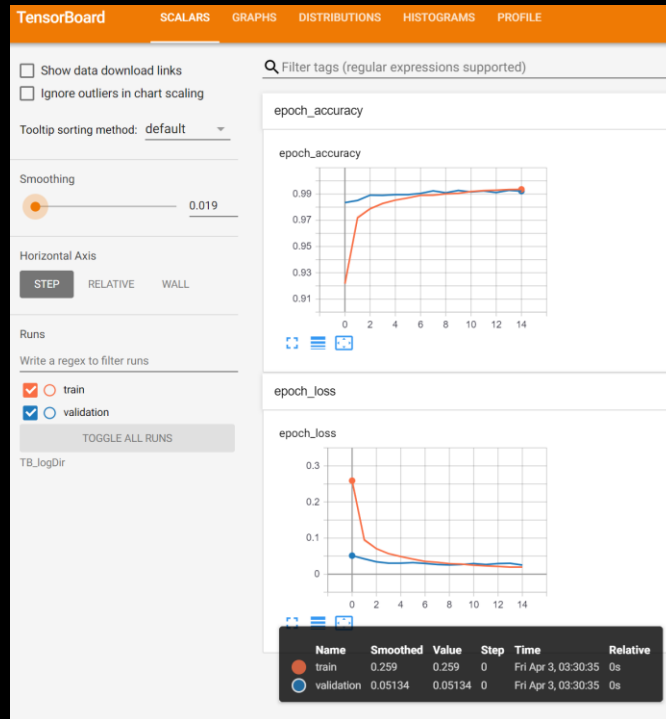 TensorBoard SCALARS GRAPHS DISTRIBUTIONS HISTOGRAMS PROFILE
Show data download links
Ignore outliers in chart scaling
Tooltip sorting method: default
Smoothing
0.019
Horizontal Axis
STEP RELATIVE WALL
Runs
Write a regex to filter runs
train
validation
TOGGLE ALL RUNS
TB_logDir
Filter tags (regular expressions supported)
epoch_accuracy
epoch_accuracy
0.99
0.97
0.95
0.93
0.91
0 2 4 6 8 10 12 14
epoch_loss
epoch_loss
0.3
0.2
0.1
0
0 2 4 6 8 10 12 14
Name Smoothed Value Step Time Relative
train 0.259 0.259 0 Fri Apr 3, 03:30:35 0s
validation 0.05134 0.05134 0 Fri Apr 3, 03:30:35 0s